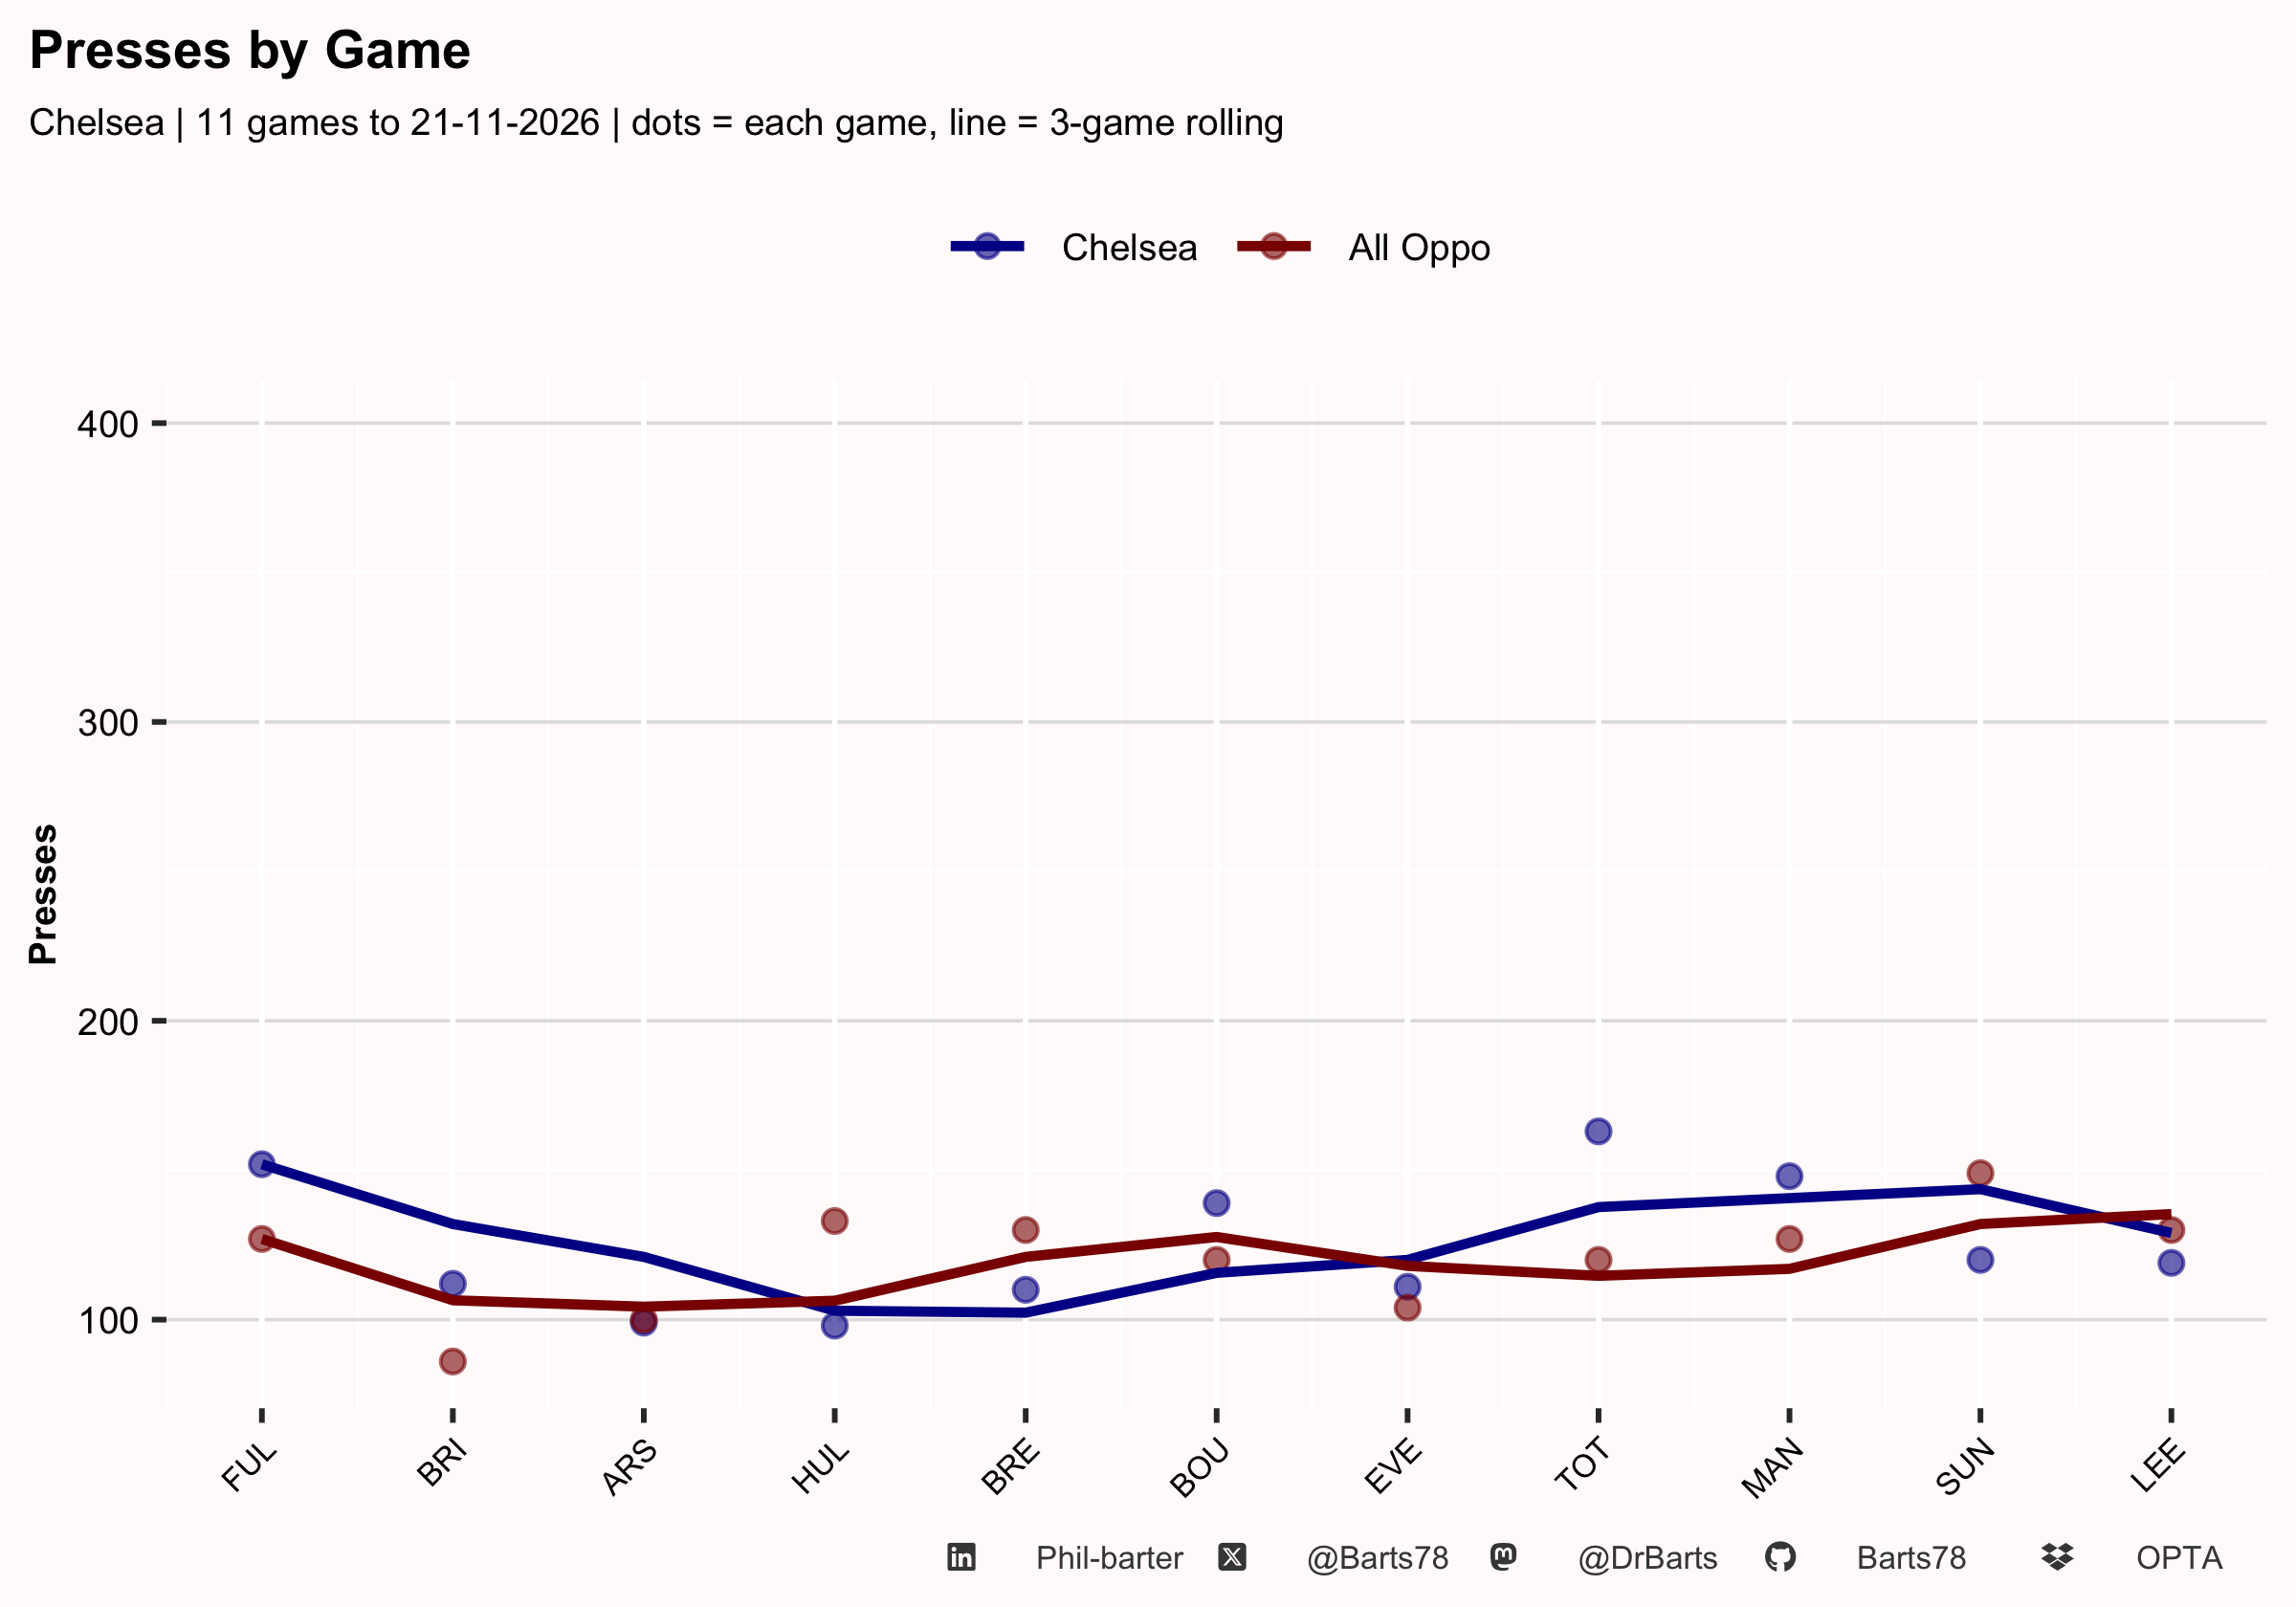 Presses by Game
Chelsea | 11 games to 21-11-2026 | dots = each game, line = 3-game rolling
Chelsea All Oppo
400
300
200
100
Presses
FUL BRI ARS HUL BRE BOU EVE TOT MAN SUN LEE
Phil-barter @Barts78 @DrBarts Barts78 OPTA